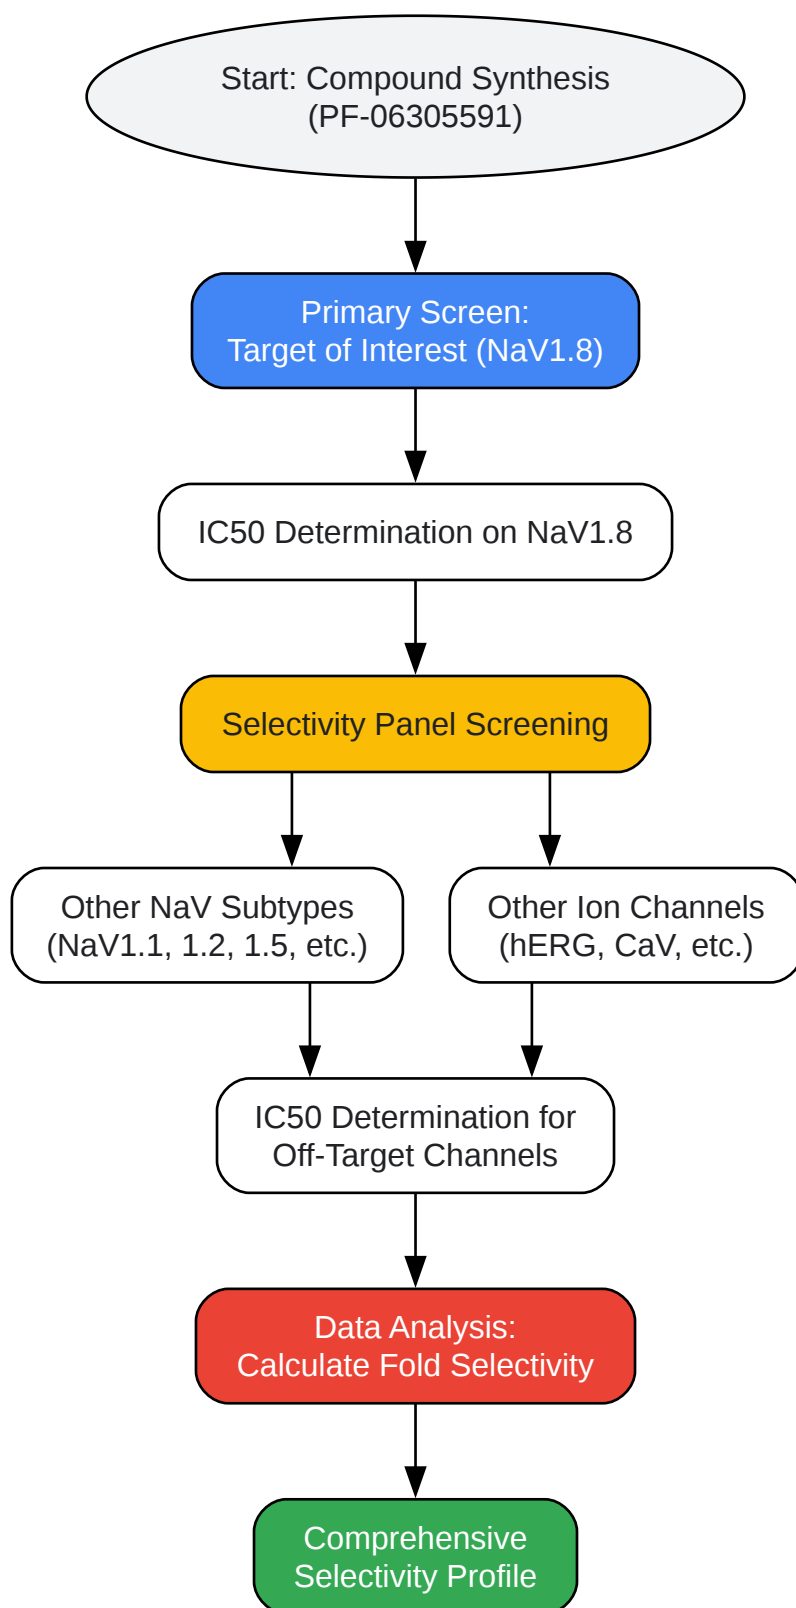 Start: Compound Synthesis
(PF-06305591)
Primary Screen:
Target of Interest (NaV1.8)
IC50 Determination on NaV1.8
Selectivity Panel Screening
Other NaV Subtypes
(NaV1.1, 1.2, 1.5, etc.)
Other Ion Channels
(hERG, CaV, etc.)
IC50 Determination for
Off-Target Channels
Data Analysis:
Calculate Fold Selectivity
Comprehensive
Selectivity Profile